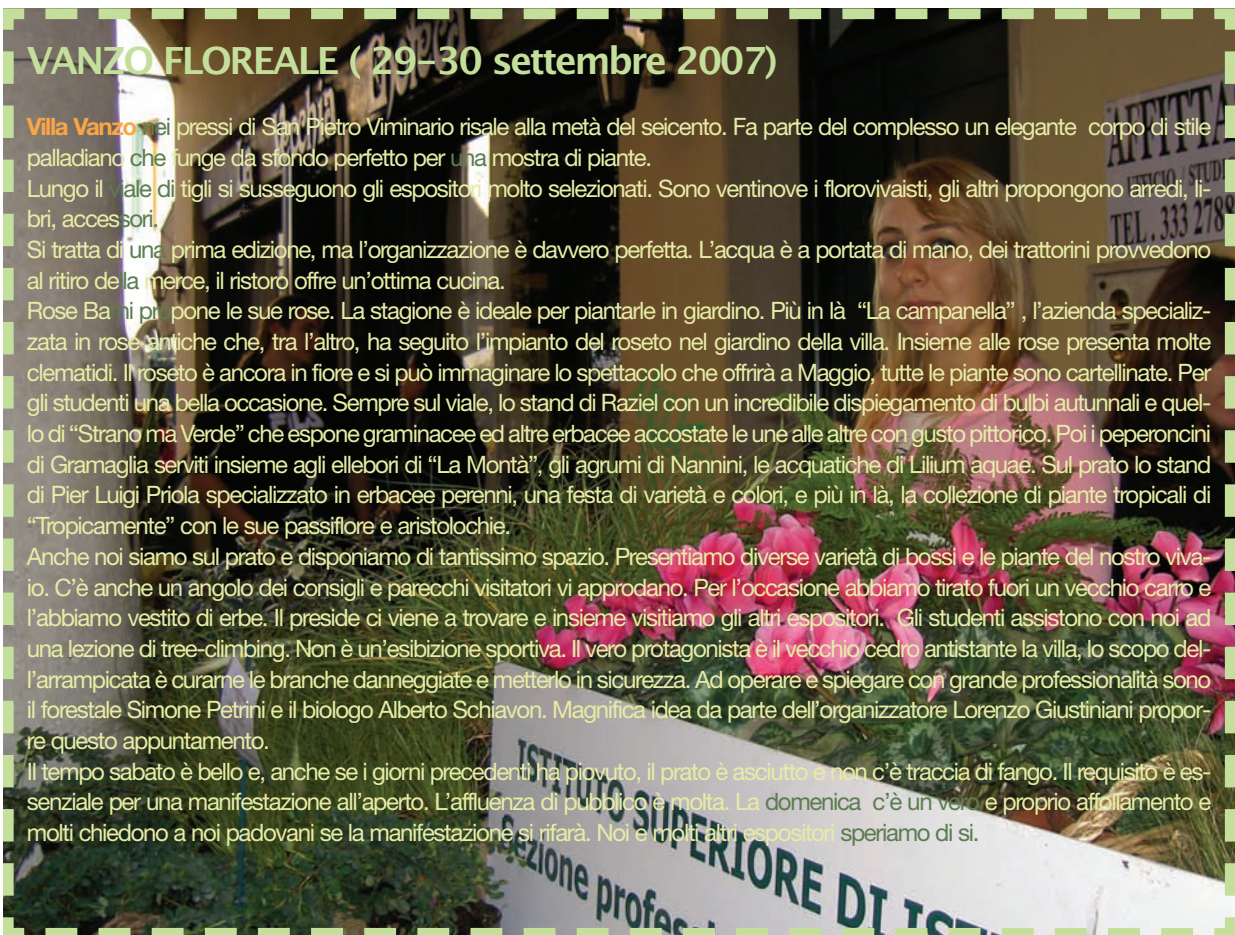 VANZO FLOREALE ( 29-30 settembre 2007)
Villa Vanzo nei pressi di San Pietro Viminario risale alla metà del seicento. Fa parte del complesso un elegante corpo di stile
palladiano che funge da sfondo perfetto per una mostra di piante.
Lungo il viale di tigli si susseguono gli espositori molto selezionati. Sono ventinove i florovivaisti, gli altri propongono arredi, li-
bri, accessori.
Si tratta di una prima edizione, ma l'organizzazione è davvero perfetta. L'acqua è a portata di mano, dei trattorini provvedono
al ritiro della merce, il ristoro offre un'ottima cucina.
Rose Barni propone le sue rose. La stagione è ideale per piantarle in giardino. Più in là "La campanella" , l'azienda specializ-
zata in rose antiche che, tra l'altro, ha seguito l'impianto del roseto nel giardino della villa. Insieme alle rose presenta molte
clematidi. Il roseto è ancora in fiore e si può immaginare lo spettacolo che offrirà a Maggio, tutte le piante sono cartellinate. Per
gli studenti una bella occasione. Sempre sul viale, lo stand di Raziel con un incredibile dispiegamento di bulbi autunnali e quel-
lo di "Strano ma Verde" che espone graminacee ed altre erbacee accostate le une alle altre con gusto pittorico. Poi i peperoncini
di Gramaglia serviti insieme agli ellebori di "La Montà", gli agrumi di Nannini, le acquatiche di Lilium aquae. Sul prato lo stand
di Pier Luigi Priola specializzato in erbacee perenni, una festa di varietà e colori, e più in là, la collezione di piante tropicali di
"Tropicamente" con le sue passiflore e aristolochie.
Anche noi siamo sul prato e disponiamo di tantissimo spazio. Presentiamo diverse varietà di bossi e le piante del nostro viva-
io. C'è anche un angolo dei consigli e parecchi visitatori vi approdano. Per l'occasione abbiamo tirato fuori un vecchio carro e
l'abbiamo vestito di erbe. Il preside ci viene a trovare e insieme visitiamo gli altri espositori. Gli studenti assistono con noi ad
una lezione di tree-climbing. Non è un'esibizione sportiva. Il vero protagonista è il vecchio cedro antistante la villa, lo scopo del-
l'arrampicata è curarne le branche danneggiate e metterlo in sicurezza. Ad operare e spiegare con grande professionalità sono
il forestale Simone Petrini e il biologo Alberto Schiavon. Magnifica idea da parte dell'organizzatore Lorenzo Giustiniani propor-
re questo appuntamento.
Il tempo sabato è bello e, anche se i giorni precedenti ha piovuto, il prato è asciutto e non c'è traccia di fango. Il requisito è es-
senziale per una manifestazione all'aperto. L'affluenza di pubblico è molta. La domenica c'è un vero e proprio affollamento e
molti chiedono a noi padovani se la manifestazione si rifarà. Noi e molti altri espositori speriamo di si.
AFFITTA
UFFICIO / STUDI
TEL. 333 2788
ISTITUTO SUPERIORE DI
Sezione